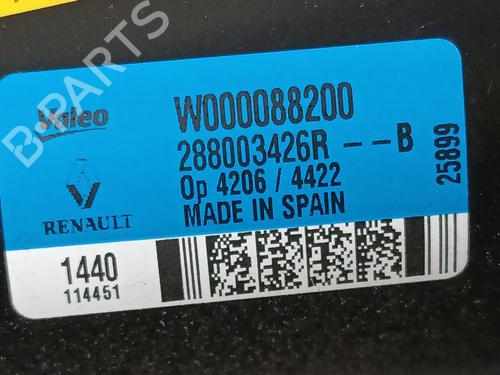 B-PARTS
Valeo
W000088200
288003426R -- B
Op 4206 / 4422
MADE IN SPAIN
25899
RENAULT
1440
114451